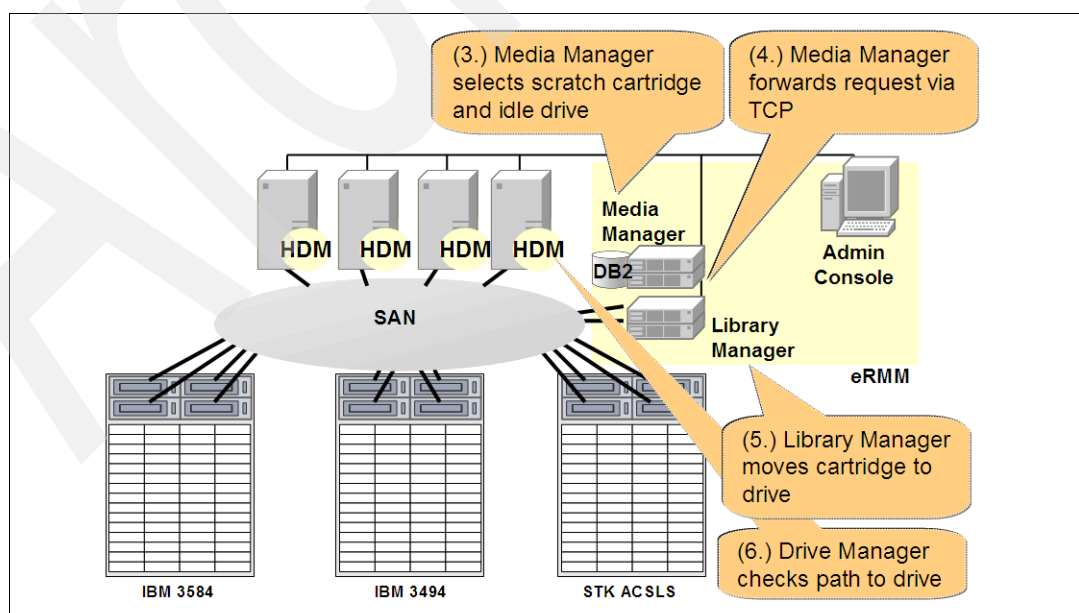 (3.) Media Manager
selects scratch cartridge
and idle drive
(4.) Media Manager
forwards request via
TCP
HDM
HDM
HDM
HDM
Media
Manager
DB2
Admin
Console
SAN
Library
Manager
eRMM
(5.) Library Manager
moves cartridge to
drive
(6.) Drive Manager
checks path to drive
IBM 3584
IBM 3494
STK ACSLS